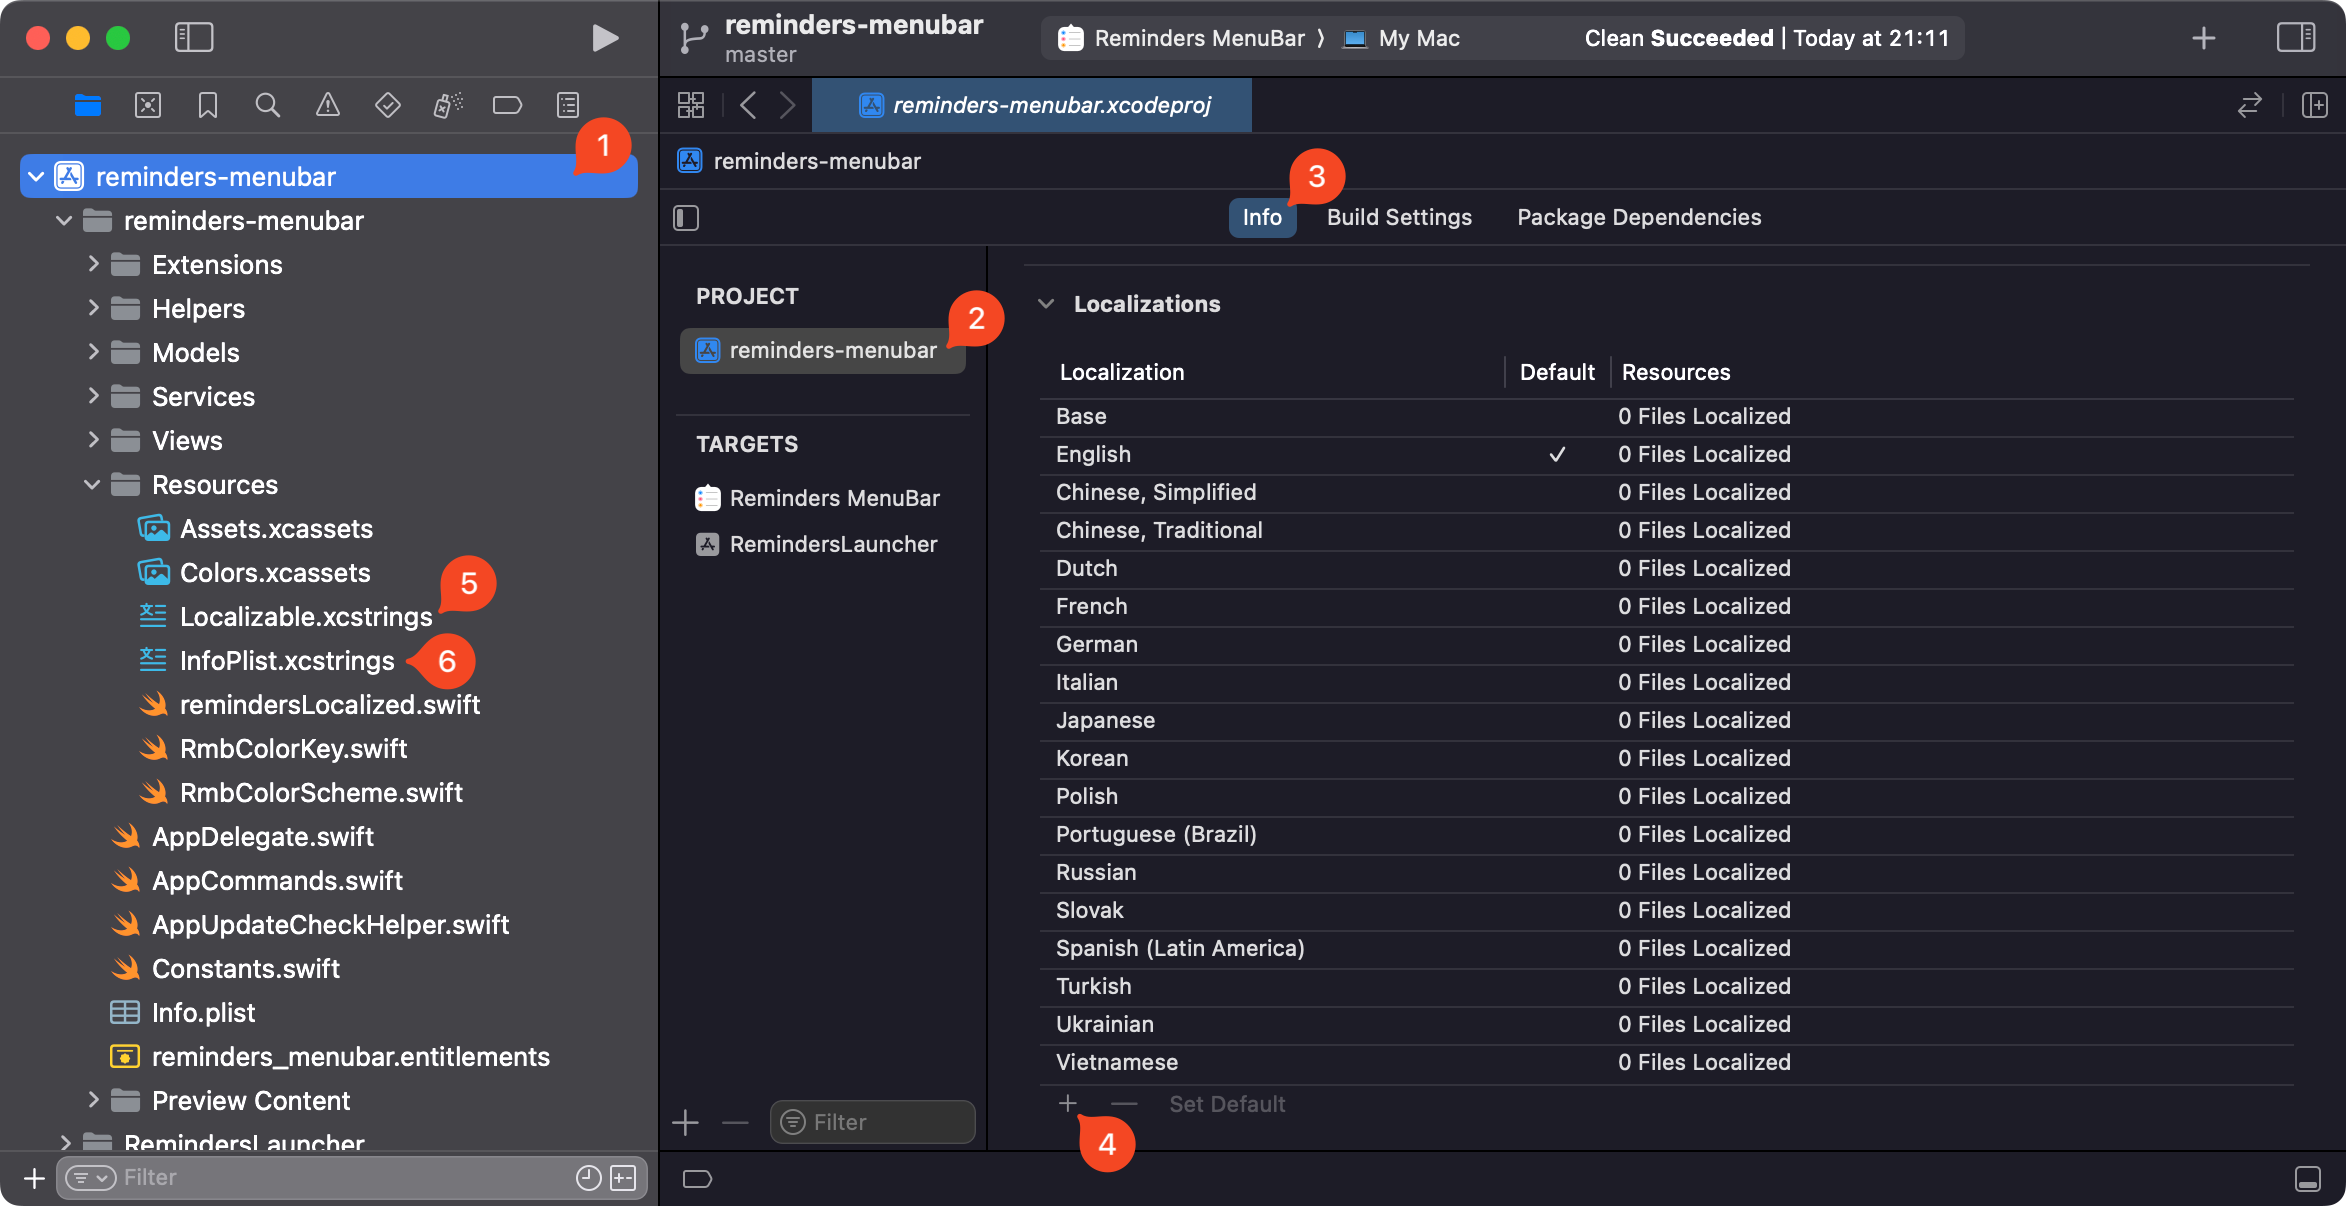 reminders-menubar
master
Reminders MenuBar ⟩ My Mac
Clean Succeeded | Today at 21:11
1
reminders-menubar
reminders-menubar
Extensions
Helpers
Models
Services
Views
Resources
Assets.xcassets
Colors.xcassets
5
Localizable.xcstrings
InfoPlist.xcstrings
6
remindersLocalized.swift
RmbColorKey.swift
RmbColorScheme.swift
AppDelegate.swift
AppCommands.swift
AppUpdateCheckHelper.swift
Constants.swift
Info.plist
reminders_menubar.entitlements
Preview Content
RemindersLauncher
Filter
reminders-menubar.xcodeproj
reminders-menubar
3
Info Build Settings Package Dependencies
PROJECT
2
reminders-menubar
TARGETS
Reminders MenuBar
RemindersLauncher
Filter
Localizations
Localization Default Resources
Base 0 Files Localized
English ✓ 0 Files Localized
Chinese, Simplified 0 Files Localized
Chinese, Traditional 0 Files Localized
Dutch 0 Files Localized
French 0 Files Localized
German 0 Files Localized
Italian 0 Files Localized
Japanese 0 Files Localized
Korean 0 Files Localized
Polish 0 Files Localized
Portuguese (Brazil) 0 Files Localized
Russian 0 Files Localized
Slovak 0 Files Localized
Spanish (Latin America) 0 Files Localized
Turkish 0 Files Localized
Ukrainian 0 Files Localized
Vietnamese 0 Files Localized
+ — Set Default
4